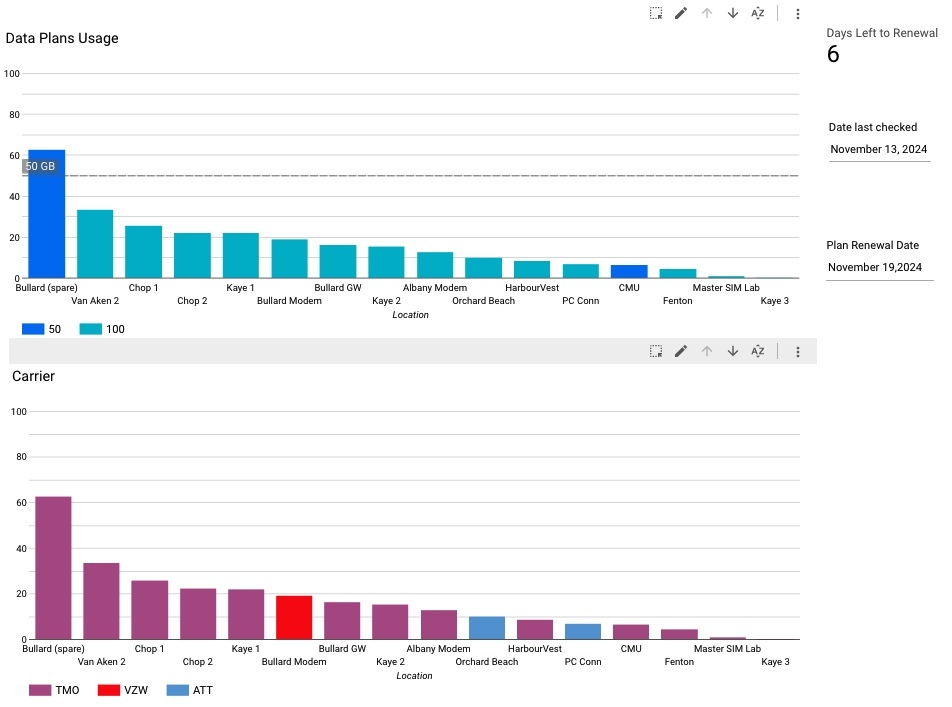 Data Plans Usage
100
80
60
50 GB
40
20
0
Bullard (spare) Chop 1 Kaye 1 Bullard GW Albany Modem HarbourVest CMU Master SIM Lab
Van Aken 2 Chop 2 Bullard Modem Kaye 2 Orchard Beach PC Conn Fenton Kaye 3
Location
50 100
Days Left to Renewal
6
Date last checked
November 13, 2024
Plan Renewal Date
November 19,2024
Carrier
100
80
60
40
20
0
Bullard (spare) Chop 1 Kaye 1 Bullard GW Albany Modem HarbourVest CMU Master SIM Lab
Van Aken 2 Chop 2 Bullard Modem Kaye 2 Orchard Beach PC Conn Fenton Kaye 3
Location
TMO VZW ATT